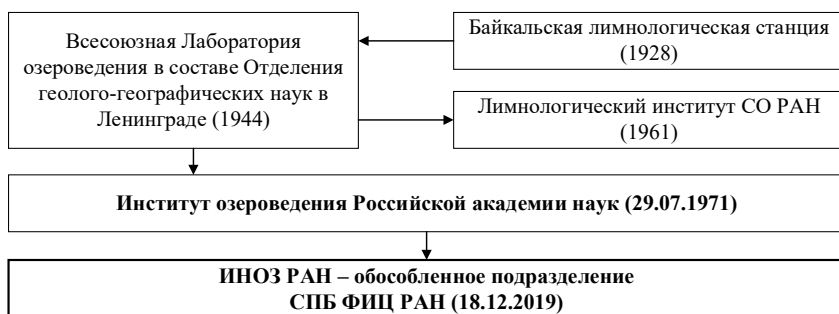 Всесоюзная Лаборатория
озероведения в составе Отделения
геолого-географических наук в
Ленинграде (1944)
Байкальская лимнологическая станция
(1928)
Лимнологический институт СО РАН
(1961)
Институт озероведения Российской академии наук (29.07.1971)
ИНОЗ РАН – обособленное подразделение
СПБ ФИЦ РАН (18.12.2019)